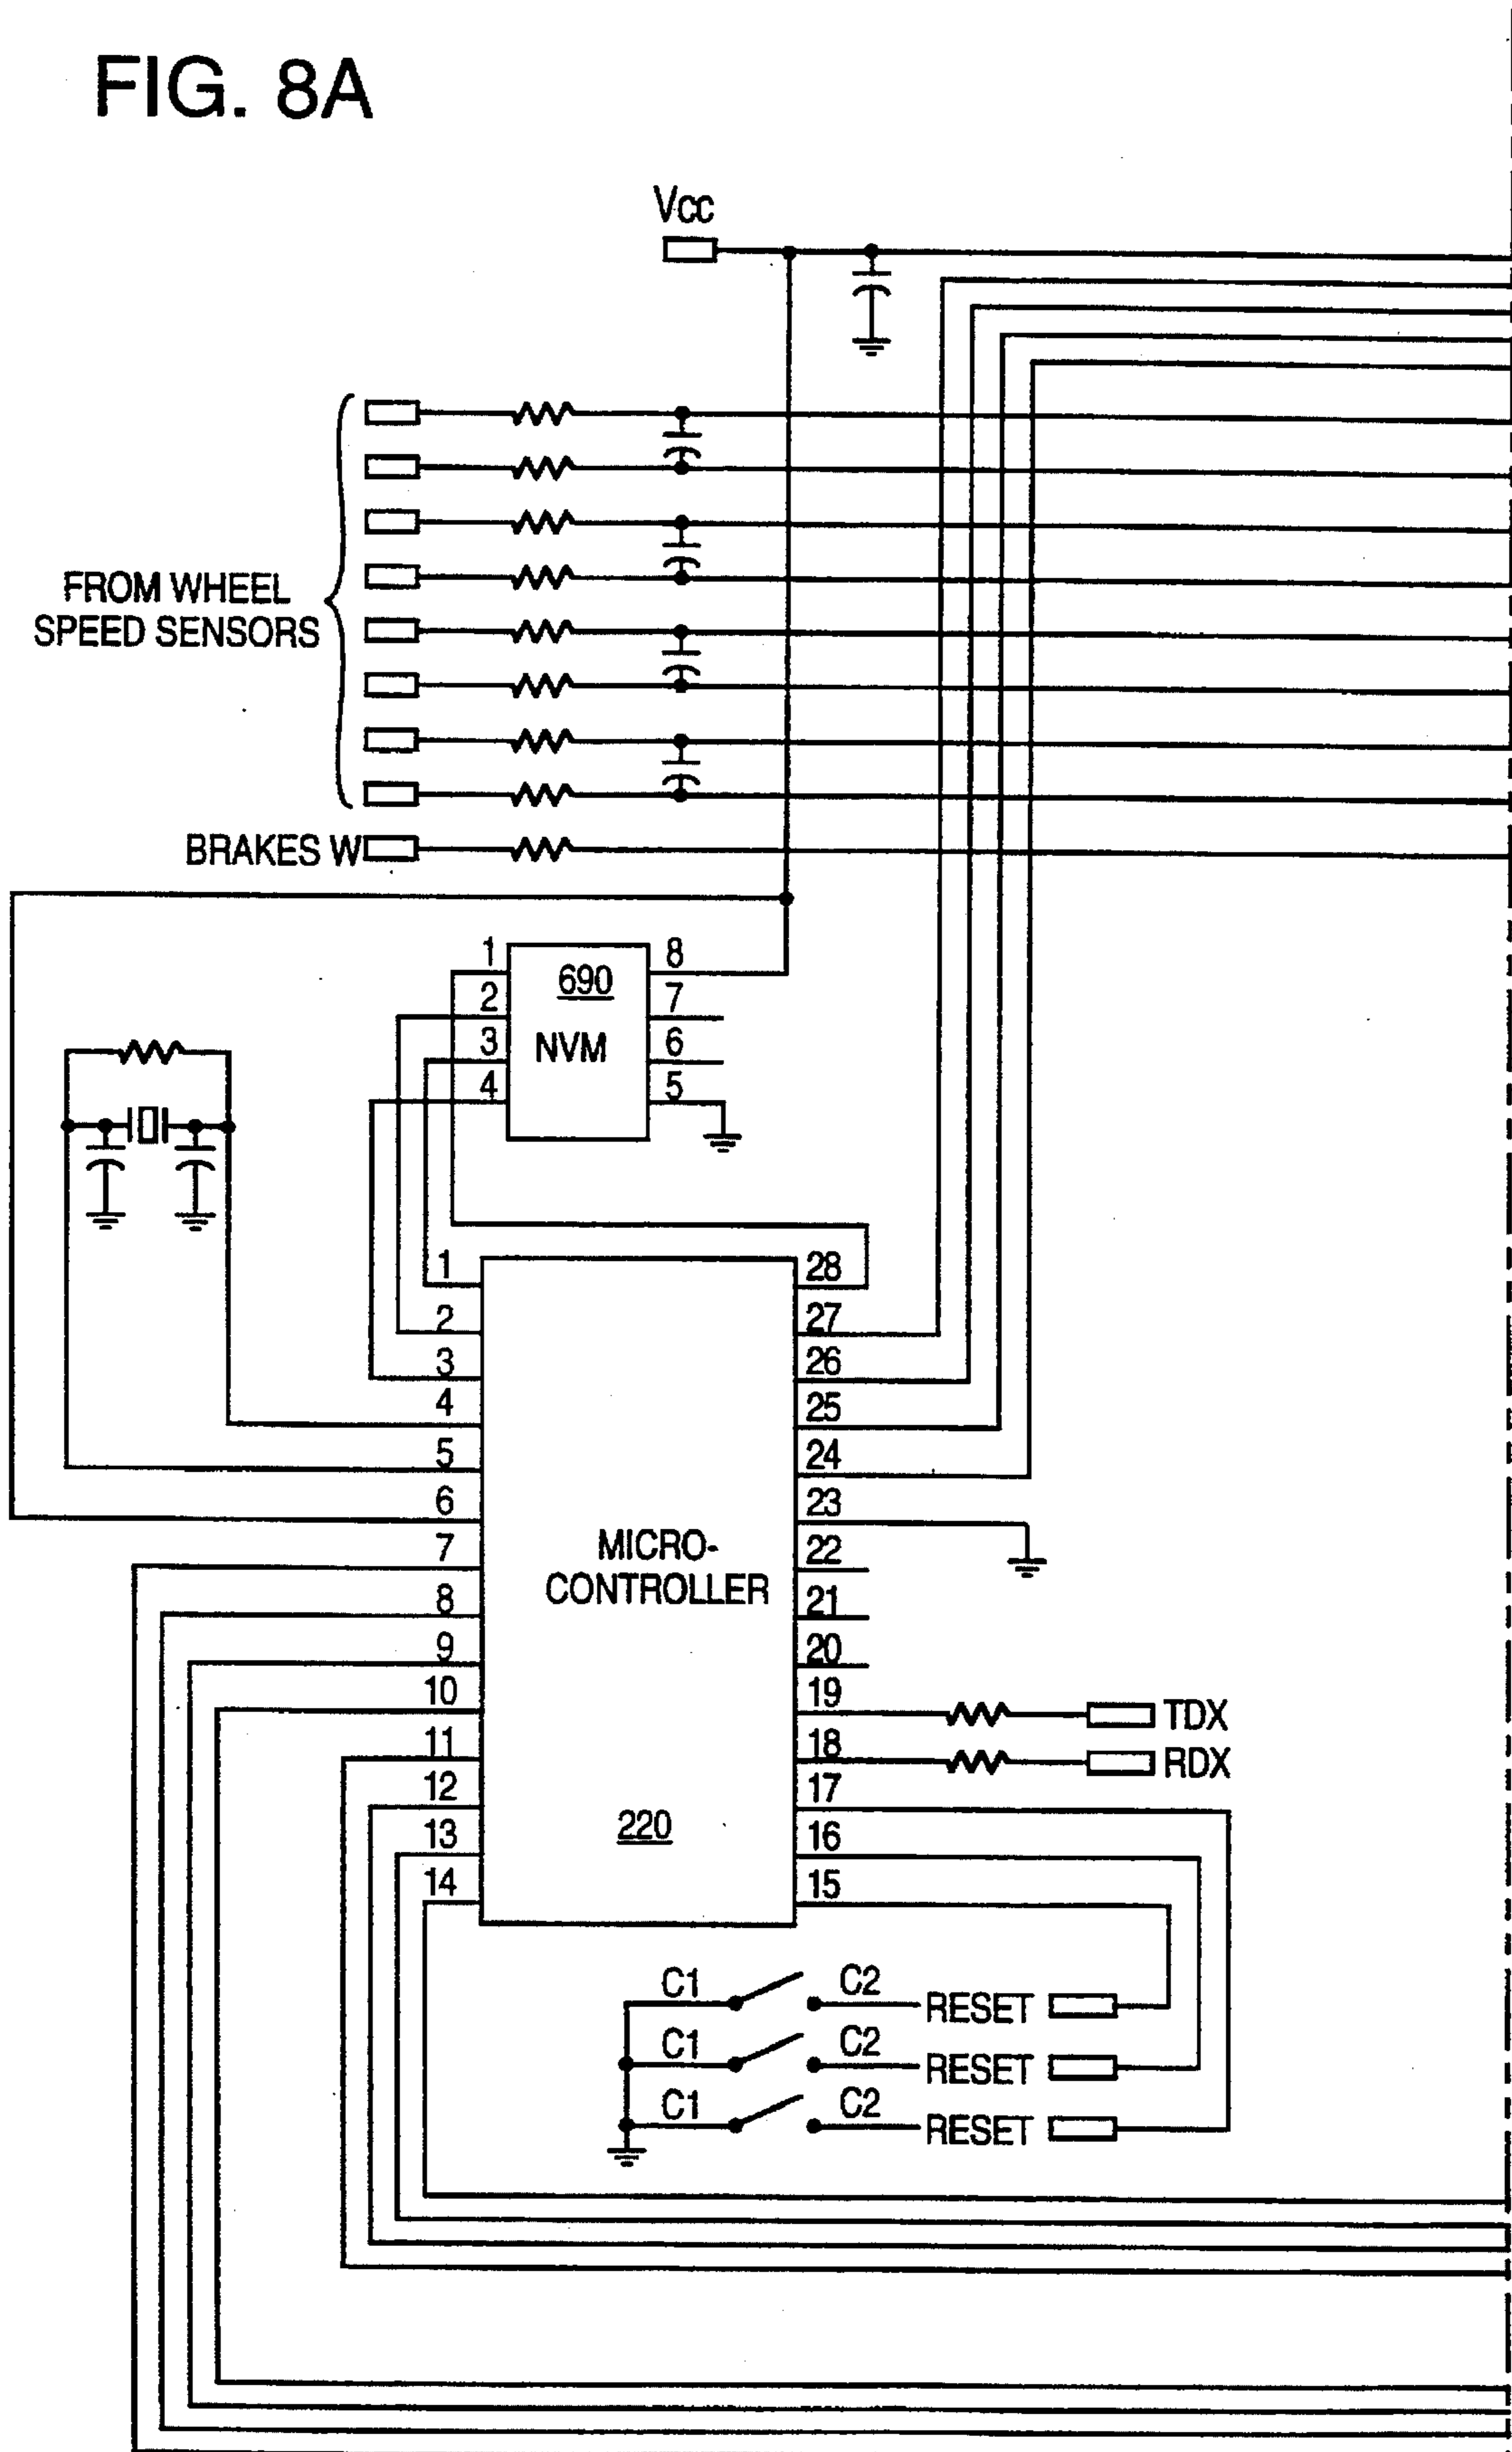 FIG. 8A
Vcc
FROM WHEEL
SPEED SENSORS
BRAKES W
1 8
690
2 7
3 NVM 6
4 5
1 28
2 27
3 26
4 25
5 24
6 23
7 MICRO- 22
CONTROLLER
8 21
9 20
10 19 TDX
11 18 RDX
12 17
13 220 16
14 15
C1 C2 RESET
C1 C2 RESET
C1 C2 RESET